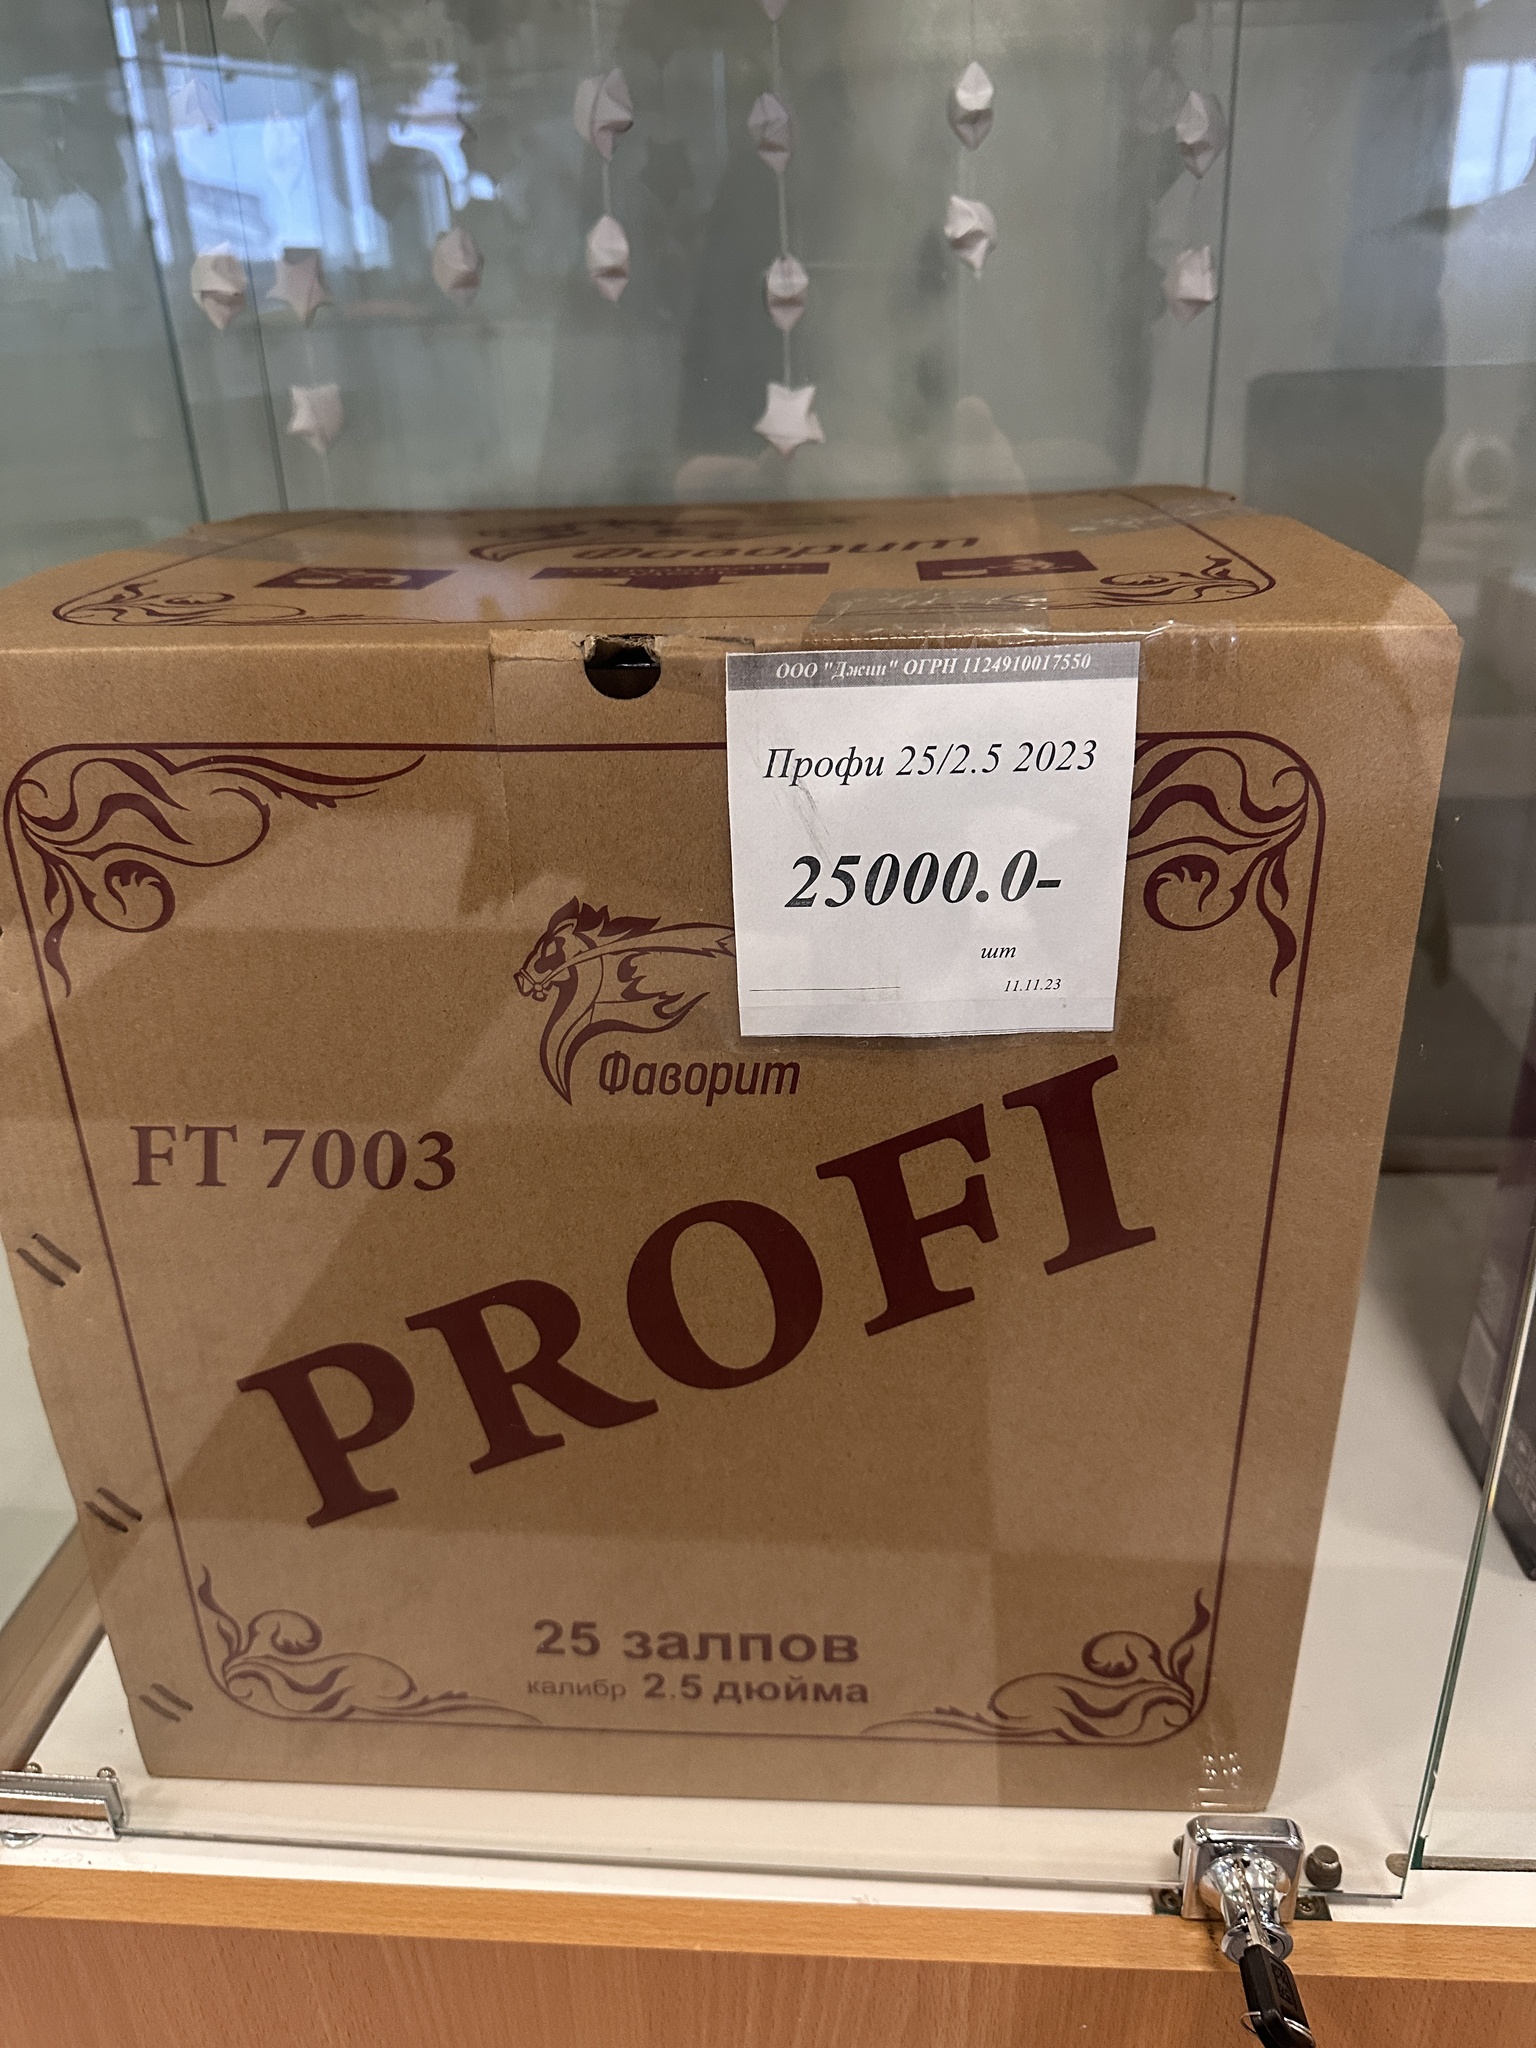 Фаворит
ООО "Джин" ОГРН 1124910017550
Профи 25/2.5 2023
25000.0-
шт
11.11.23
Фаворит
FT 7003
PROFI
25 залпов
калибр 2.5 дюйма